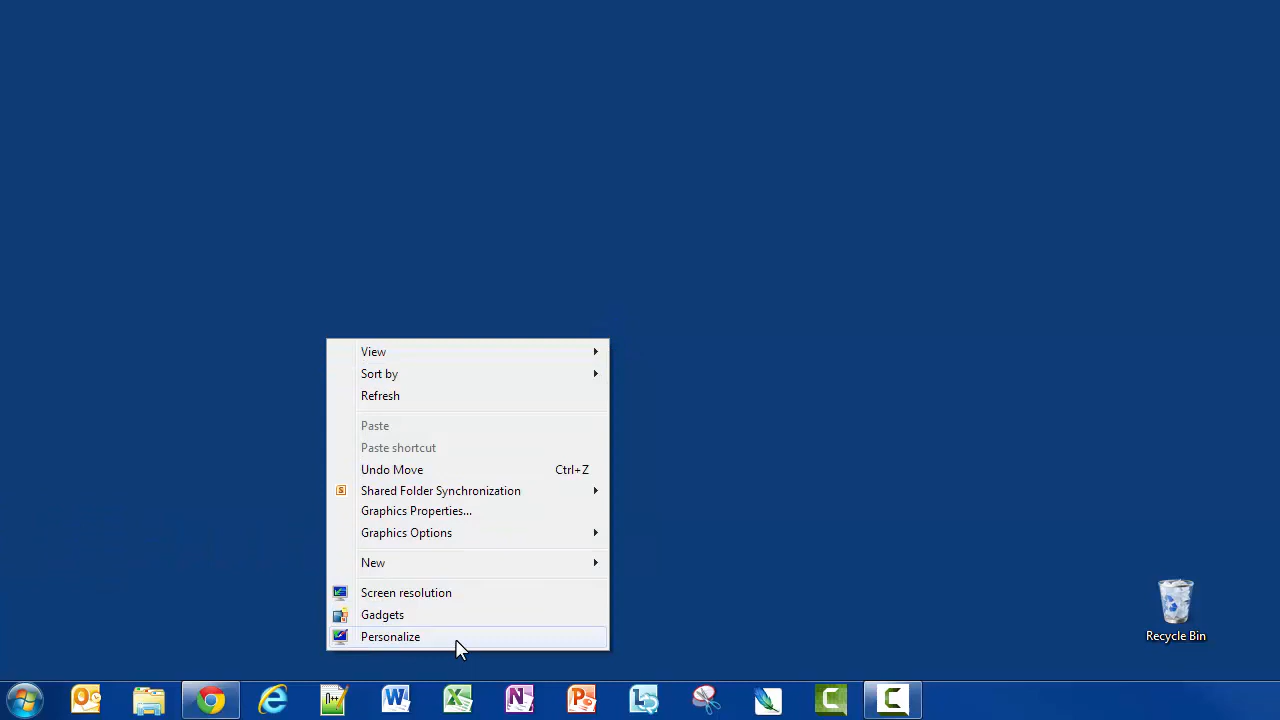 View
Sort by
Refresh
Paste
Paste shortcut
Undo Move Ctrl+Z
Shared Folder Synchronization
Graphics Properties...
Graphics Options
New
Screen resolution
Gadgets
Personalize
Recycle Bin